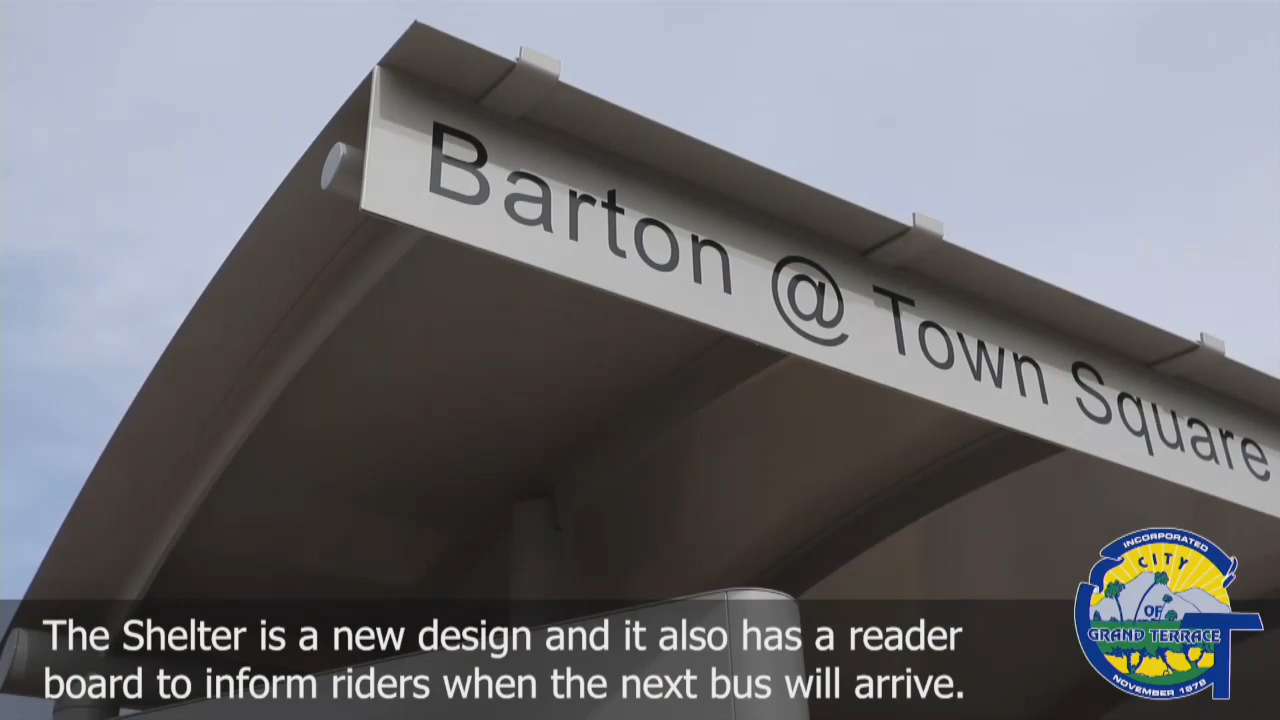 Barton @ Town Square
The Shelter is a new design and it also has a reader
board to inform riders when the next bus will arrive.
INCORPORATED
CITY
OF
GRAND TERRACE
NOVEMBER 1978